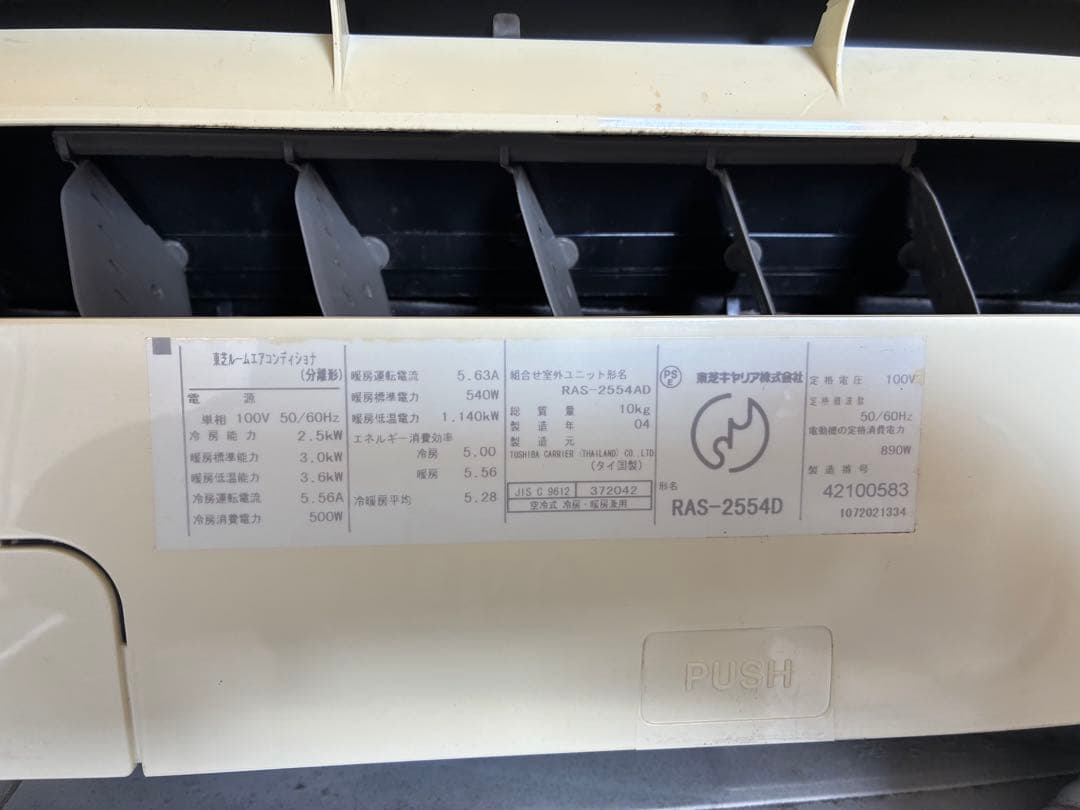 東芝ルームエアコンディショナ
(分離形)
電 源
単相 100V 50/60Hz
冷房能力 2.5kW
暖房標準能力 3.0kW
暖房低温能力 3.6kW
冷房運転電流 5.56A
冷房消費電力 500W
暖房運転電流 5.63A
暖房標準電力 540W
暖房低温電力 1.140kW
エネルギー消費効率
冷房 5.00
暖房 5.56
冷暖房平均 5.28
組合せ室外ユニット形名
RAS-2554AD
総質量 10kg
製造年 04
製造元
TOSHIBA CARRIER (THAILAND) CO.,LTD
(タイ国製)
JIS C 9612 372042
空冷式 冷房・暖房兼用
PS
E
東芝キヤリア株式会社
形名
RAS-2554D
定格電圧 100V
定格周波数
50/60Hz
電動機の定格消費電力
890W
製造番号
42100583
1072021334
PUSH